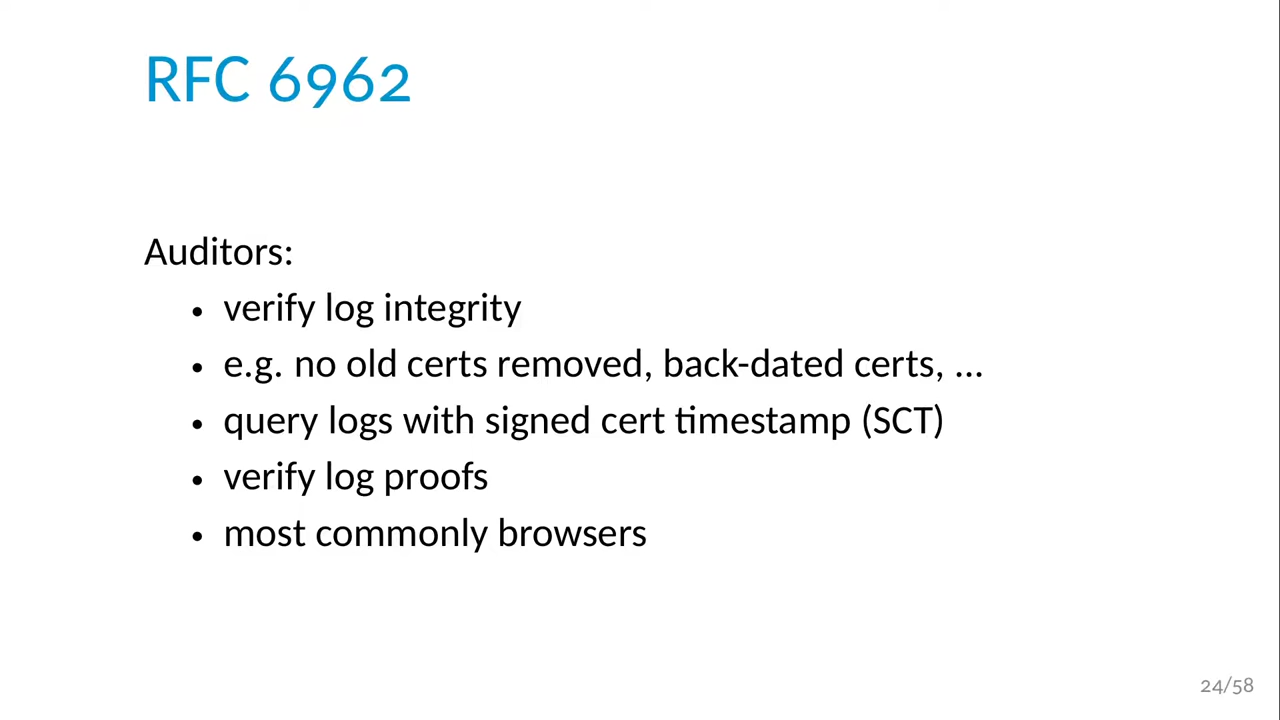 RFC 6962
Auditors:
• verify log integrity
• e.g. no old certs removed, back-dated certs, ...
• query logs with signed cert timestamp (SCT)
• verify log proofs
• most commonly browsers
24/58